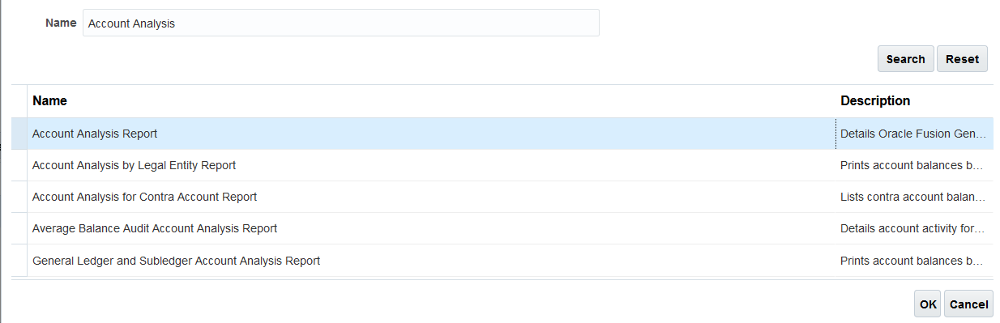 Name Account Analysis
Search Reset
Name Description
Account Analysis Report Details Oracle Fusion Gen...
Account Analysis by Legal Entity Report Prints account balances b...
Account Analysis for Contra Account Report Lists contra account balan...
Average Balance Audit Account Analysis Report Details account activity for...
General Ledger and Subledger Account Analysis Report Prints account balances b...
OK Cancel